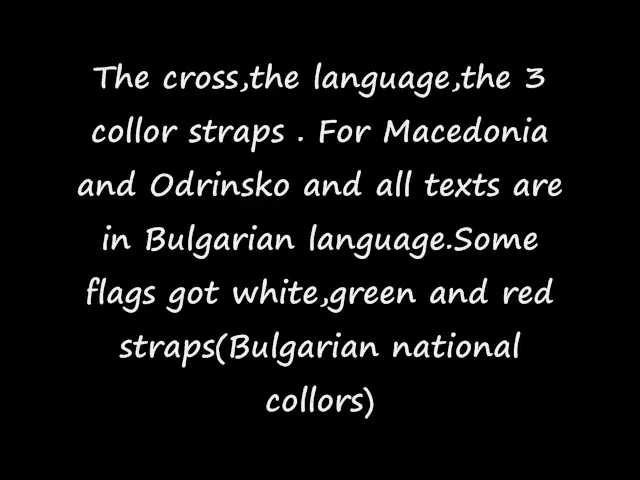 The cross,the language,the 3
collor straps . For Macedonia
and Odrinsko and all texts are
in Bulgarian language.Some
flags got white,green and red
straps(Bulgarian national
collors)